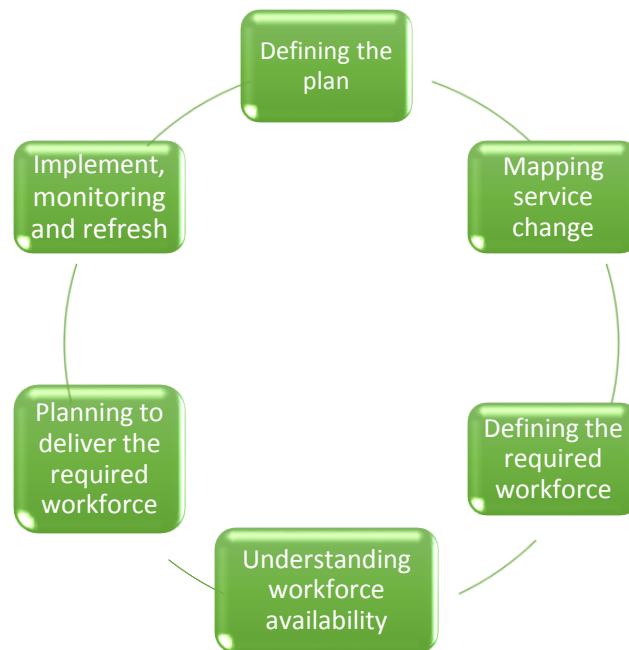 Defining the
plan
Mapping
service
change
Defining the
required
workforce
Understanding
workforce
availability
Planning to
deliver the
required
workforce
Implement,
monitoring
and refresh